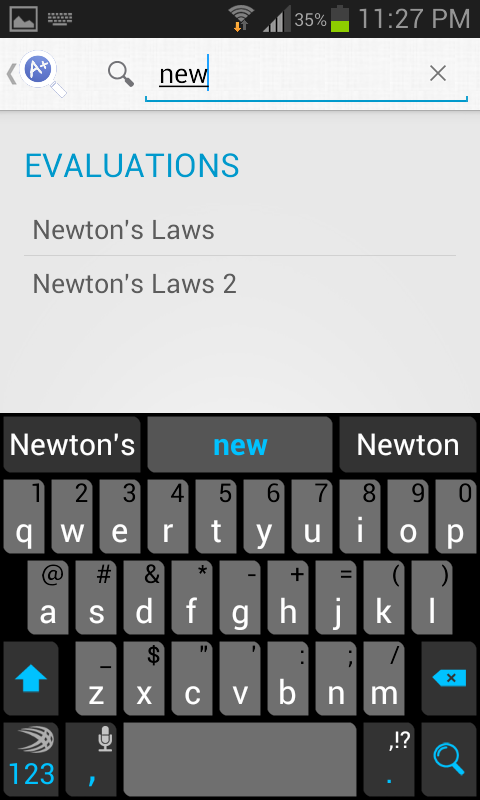 35% 11:27 PM
A+ new
EVALUATIONS
Newton's Laws
Newton's Laws 2
Newton's new Newton
1 2 3 4 5 6 7 8 9 0
q w e r t y u i o p
@ # & * - + = ( )
a s d f g h j k l
_ $ " ' : ; /
z x c v b n m
,!?
123 , .